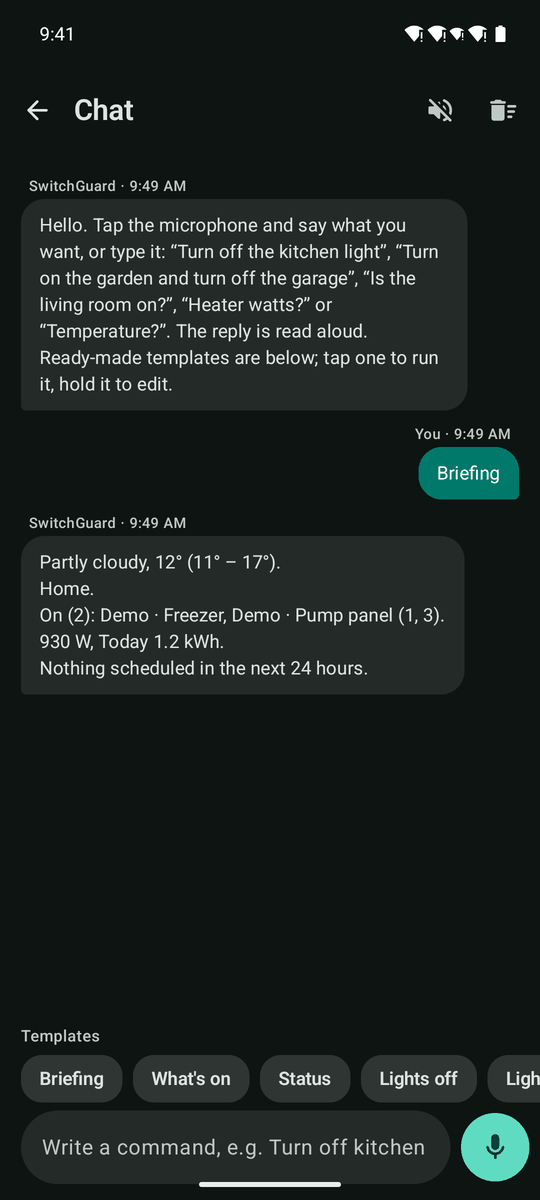 9:41
Chat
SwitchGuard · 9:49 AM
Hello. Tap the microphone and say what you
want, or type it: “Turn off the kitchen light”, “Turn
on the garden and turn off the garage”, “Is the
living room on?”, “Heater watts?” or
“Temperature?”. The reply is read aloud.
Ready-made templates are below; tap one to run
it, hold it to edit.
You · 9:49 AM
Briefing
SwitchGuard · 9:49 AM
Partly cloudy, 12° (11° – 17°).
Home.
On (2): Demo · Freezer, Demo · Pump panel (1, 3).
930 W, Today 1.2 kWh.
Nothing scheduled in the next 24 hours.
Templates
Briefing What's on Status Lights off Ligh
Write a command, e.g. Turn off kitchen